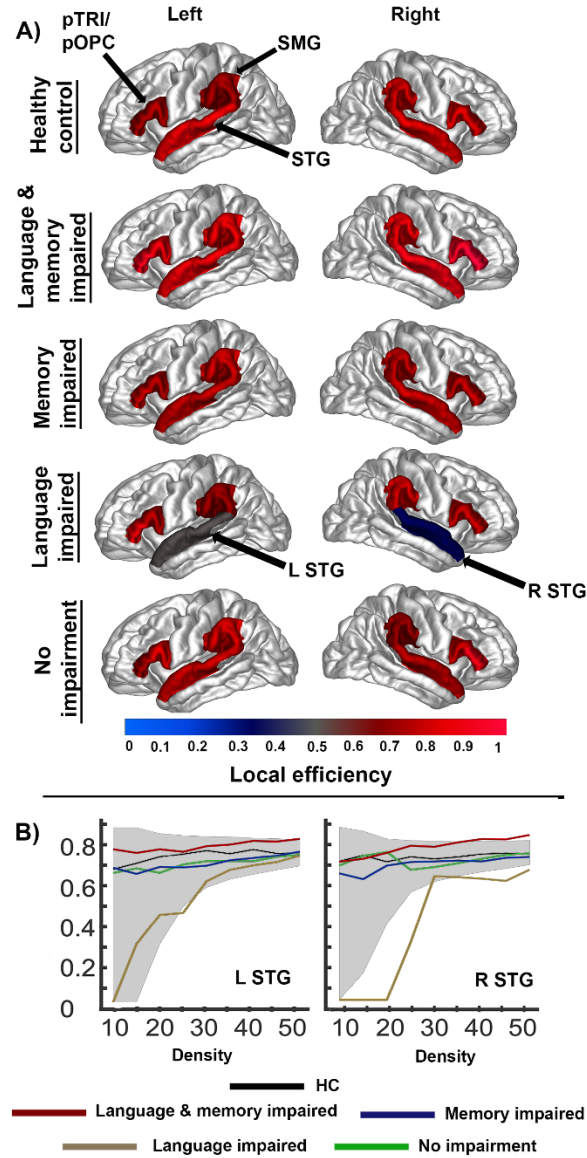 A)
Left
Right
pTRI/
pOPC
SMG
STG
Healthy
control
Language &
memory
impaired
Memory
impaired
Language
impaired
L STG
R STG
No
impairment
0 0.1 0.2 0.3 0.4 0.5 0.6 0.7 0.8 0.9 1
Local efficiency
B)
0.8
0.6
0.4
0.2
0
L STG
R STG
10 20 30 40 50
10 20 30 40 50
Density
Density
HC
Language & memory impaired
Memory impaired
Language impaired
No impairment